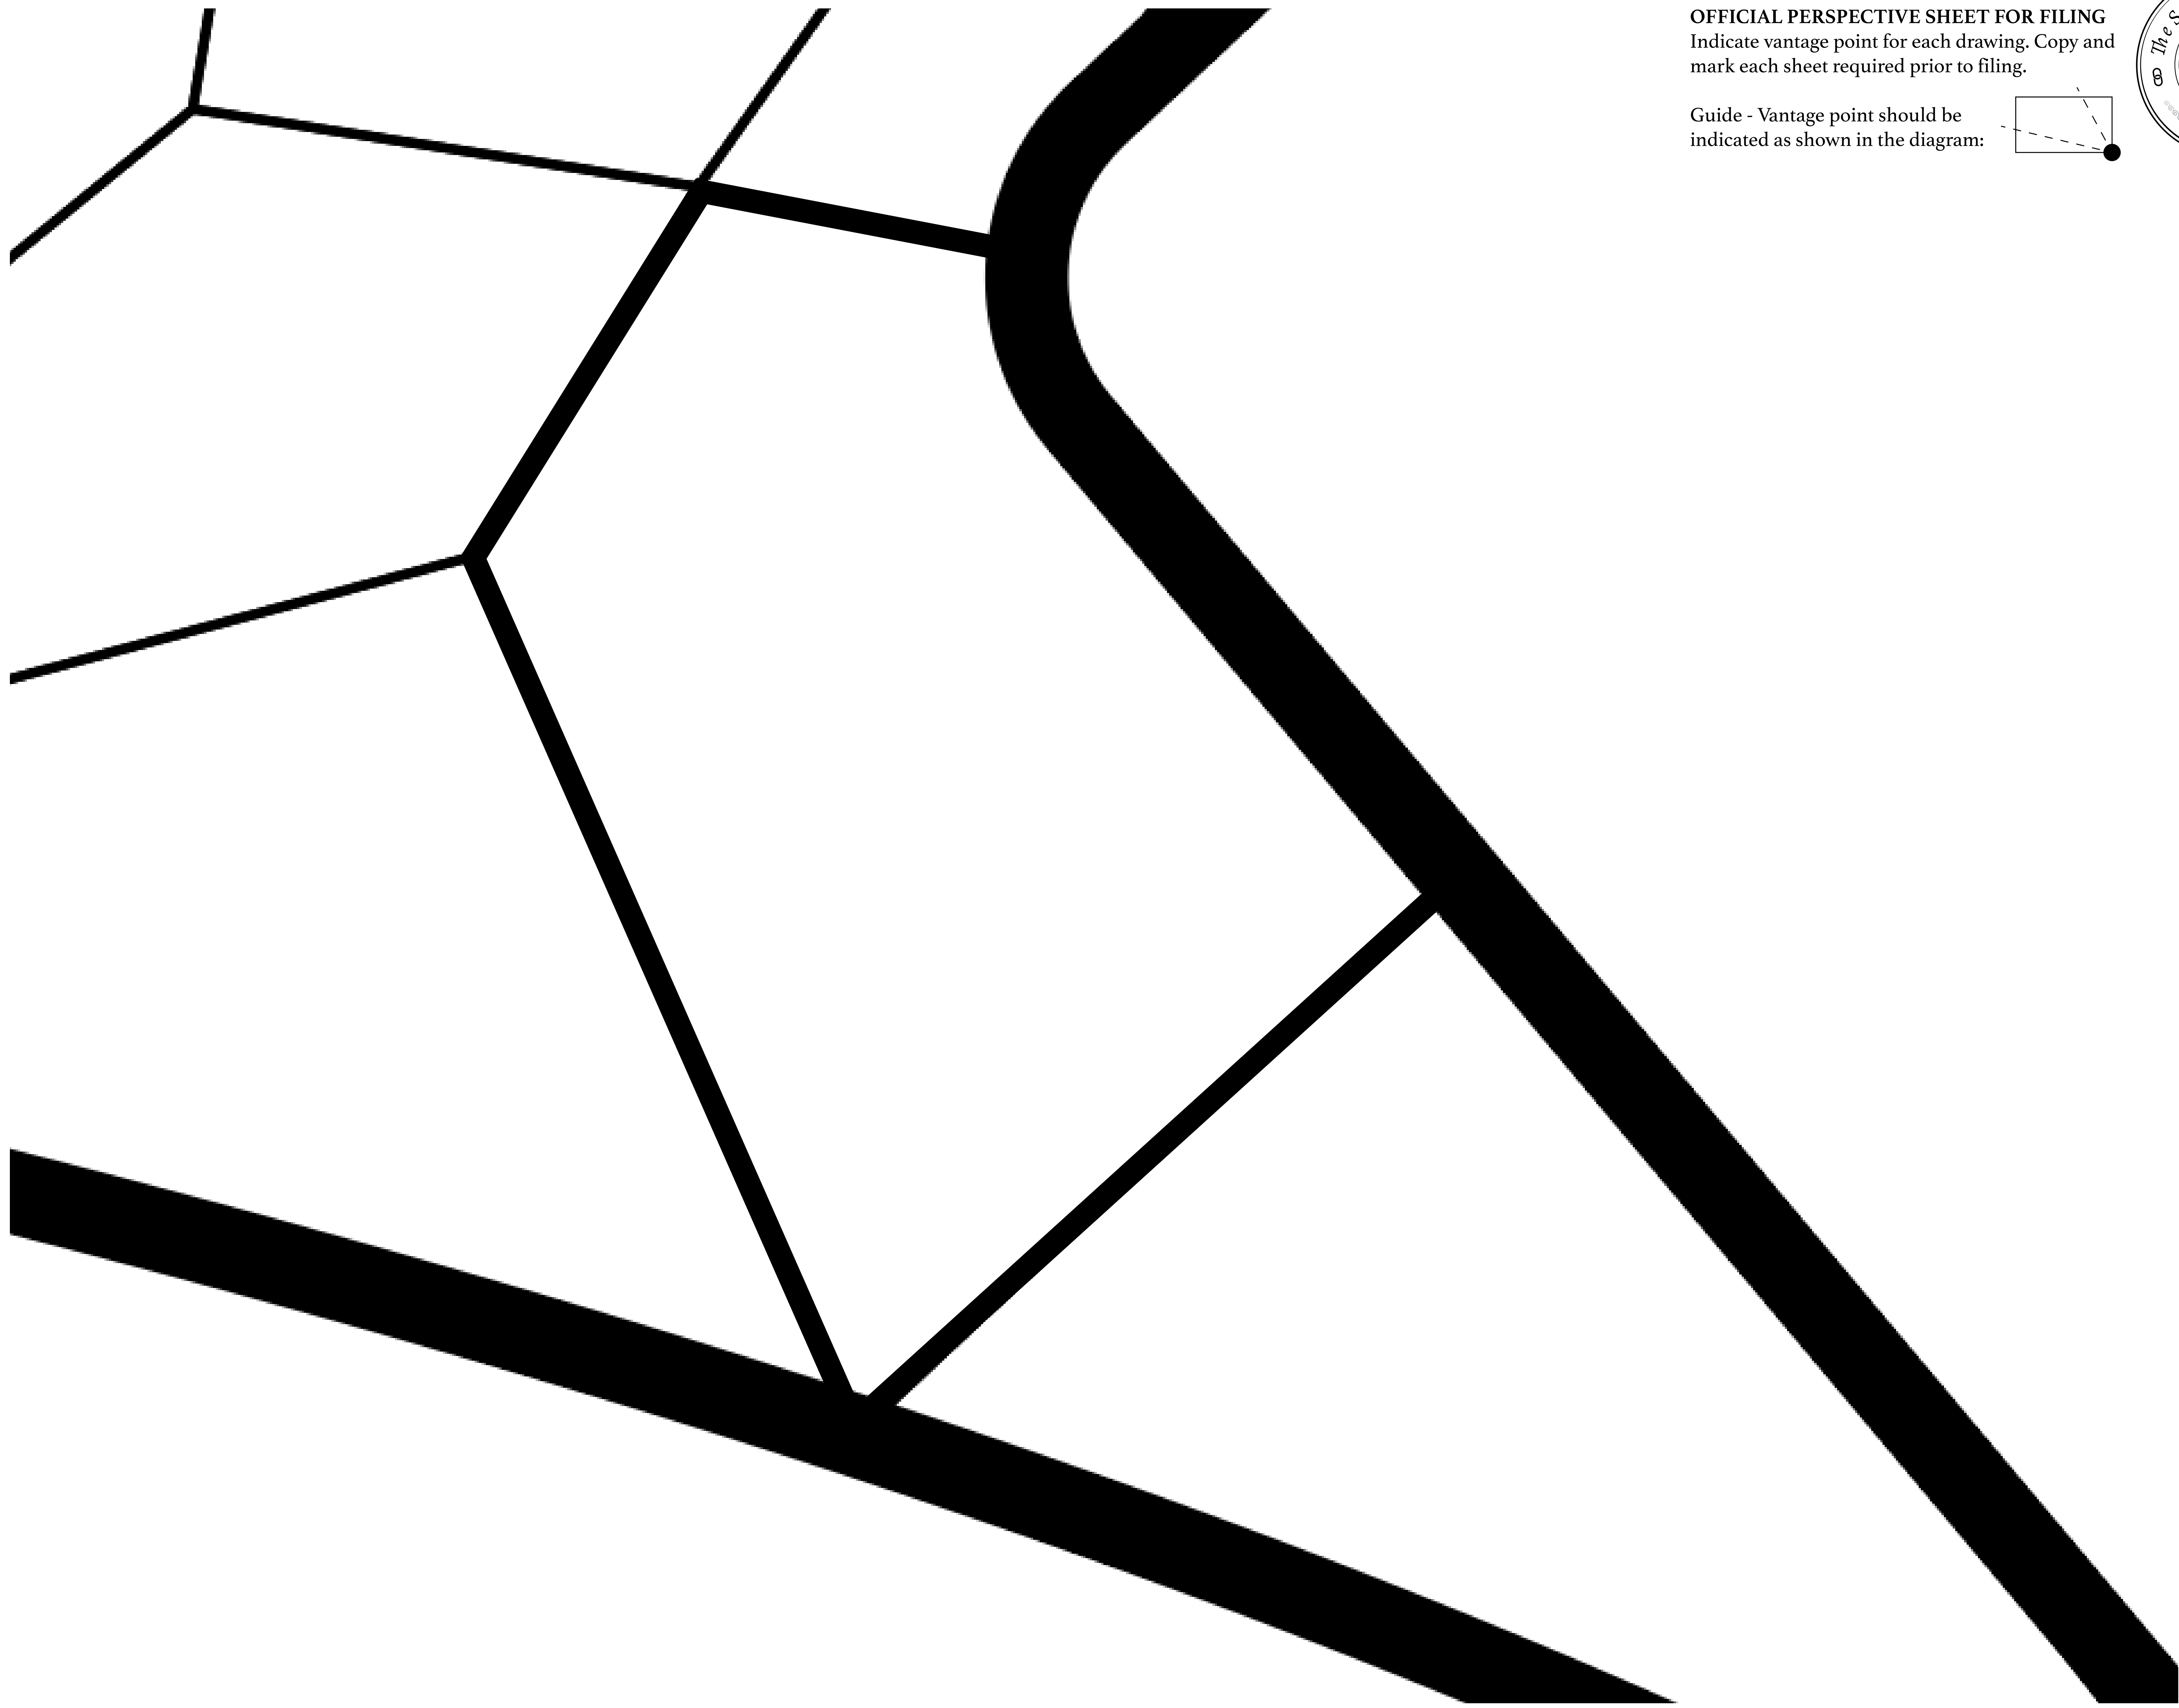 OFFICIAL PERSPECTIVE SHEET FOR FILING
Indicate vantage point for each drawing. Copy and
mark each sheet required prior to filing.
Guide - Vantage point should be
indicated as shown in the diagram:
The